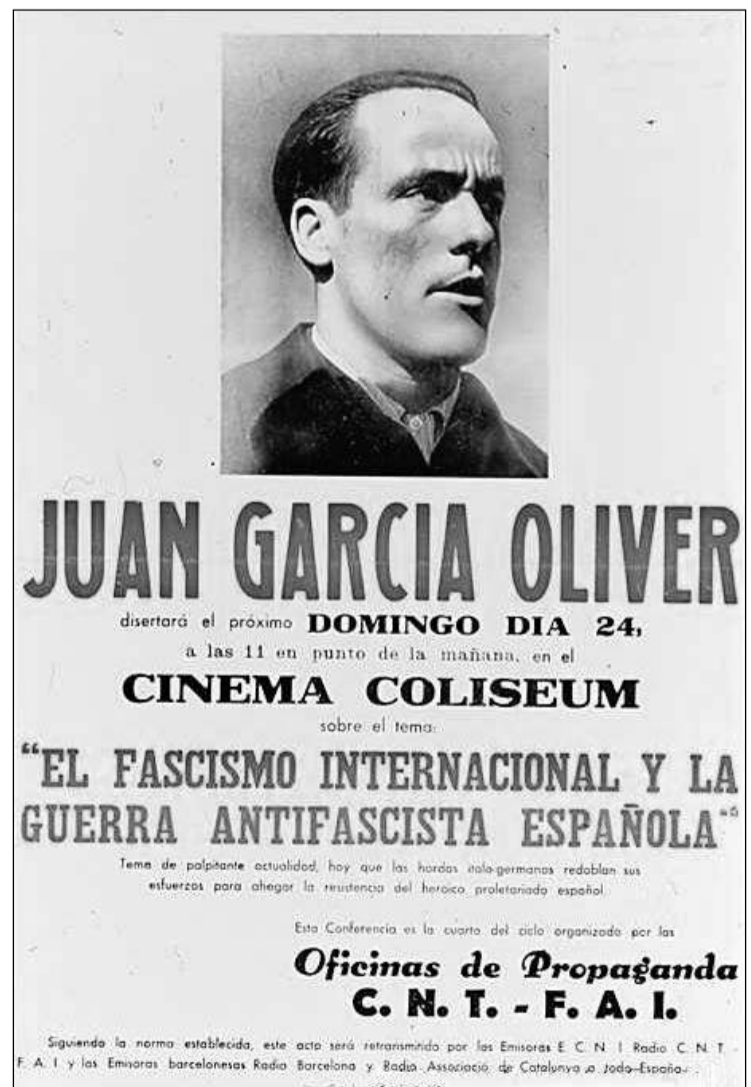 JUAN GARCIA OLIVER
disertará el próximo DOMINGO DIA 24,
a las 11 en punto de la mañana, en el
CINEMA COLISEUM
sobre el tema:
"EL FASCISMO INTERNACIONAL Y LA
GUERRA ANTIFASCISTA ESPAÑOLA"
Tema de palpitante actualidad, hoy que las hordas italo-germanas redoblan sus
esfuerzos para ahogar la resistencia del heroico proletariado español
Esta Conferencia es la cuarta del ciclo organizado por las
Oficinas de Propaganda
C. N. T. - F. A. I.
Siguiendo la norma establecida, este acto será retransmitido por las Emisoras E. C. N. 1 Radio C. N. T. -
F. A. I. y las Emisoras barcelonesas Radio Barcelona y Radio Associació de Catalunya a toda España